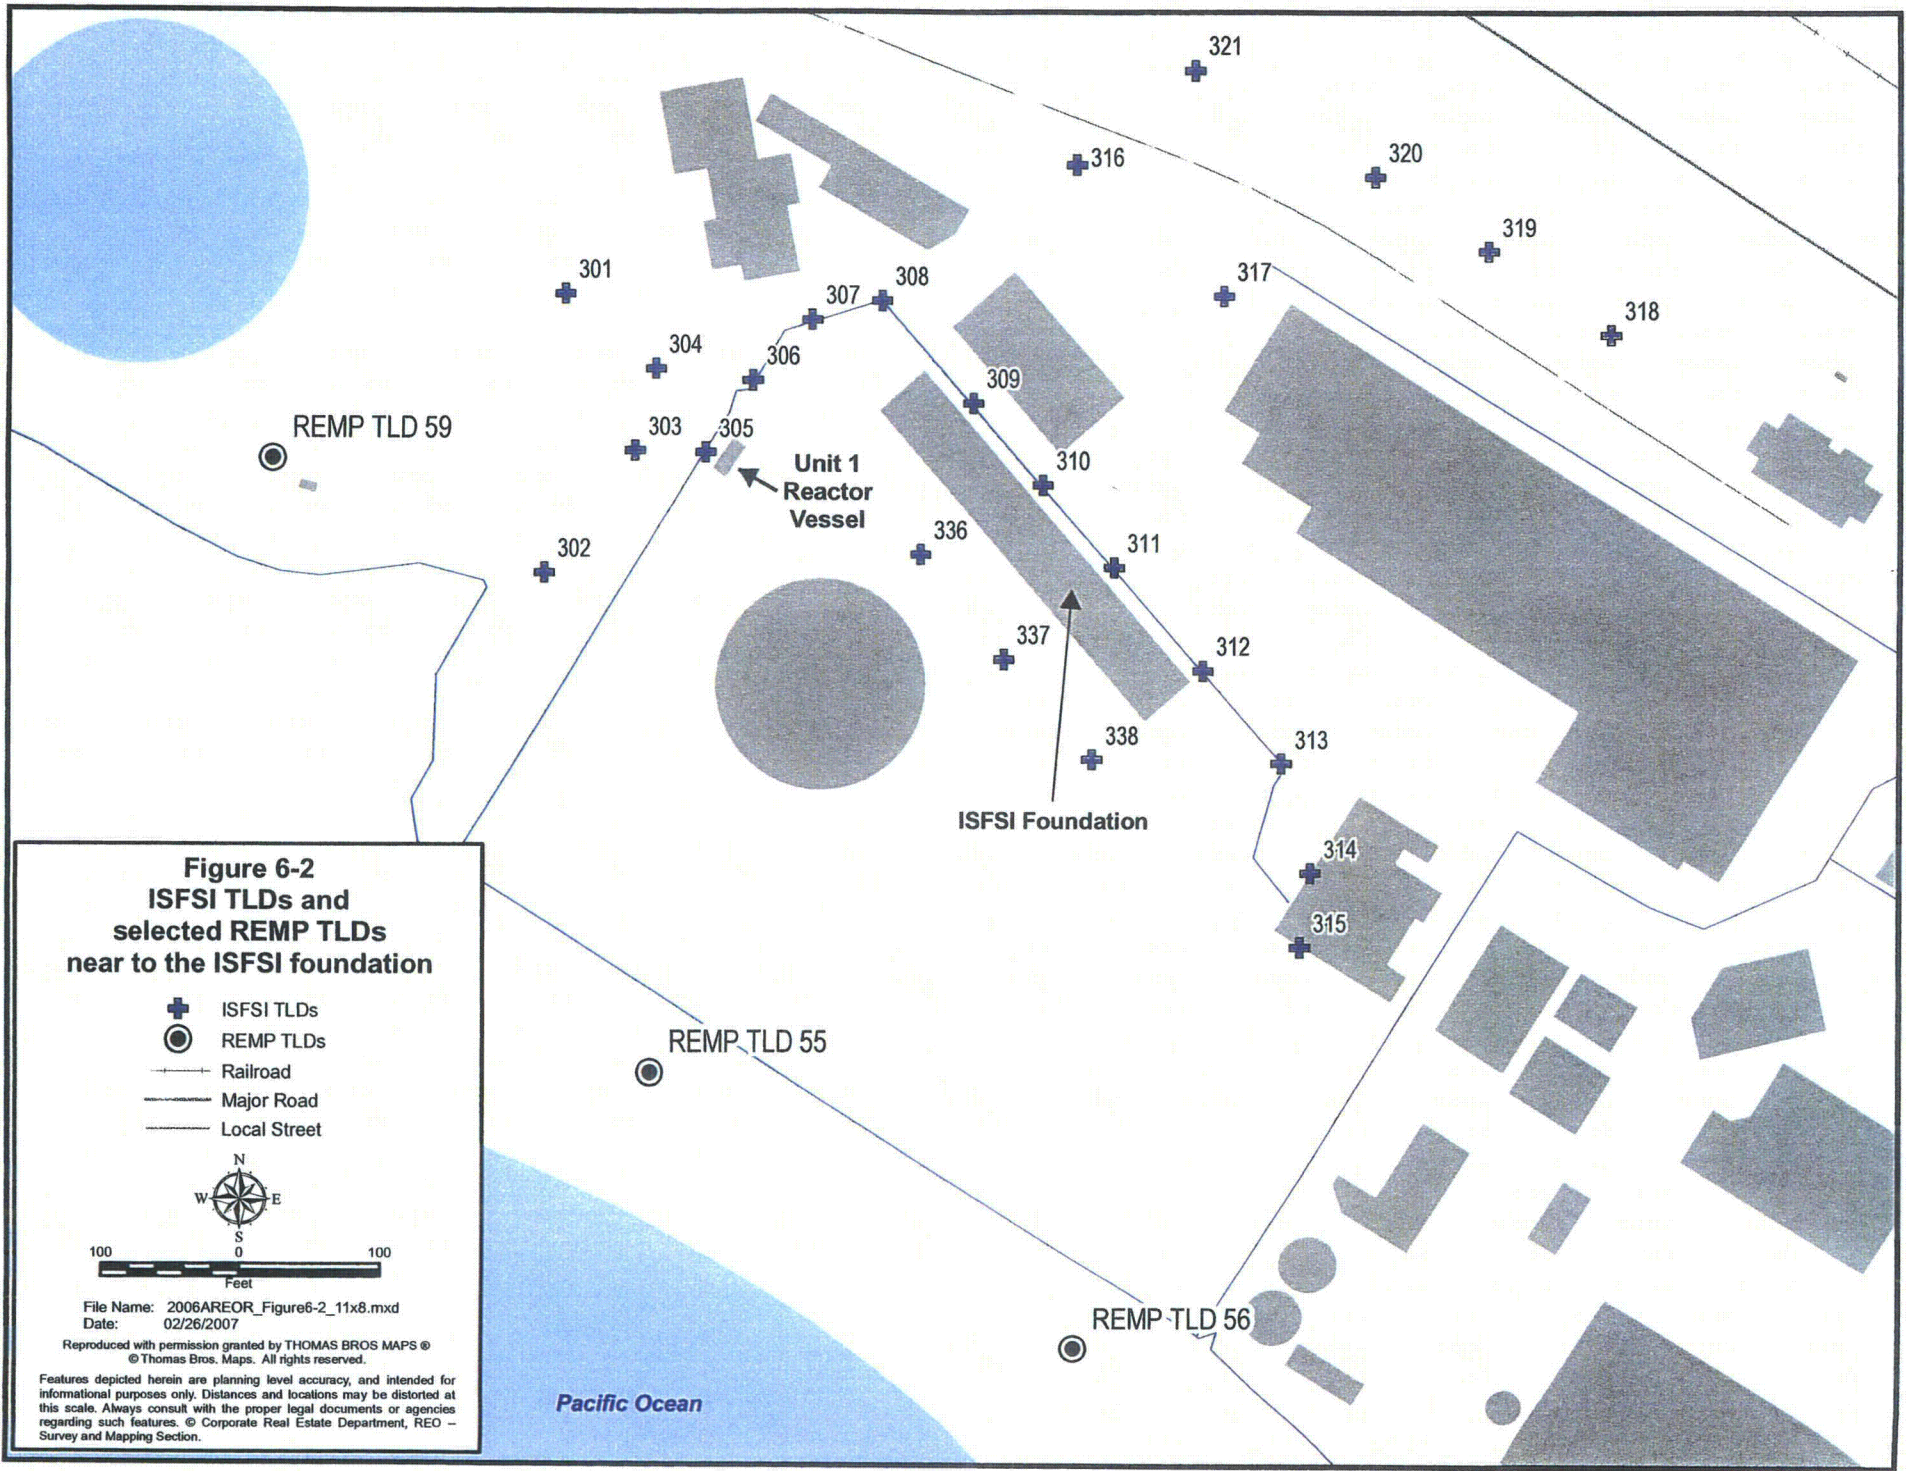 321
316
320
319
301
308
317
307
318
304
306
309
REMP TLD 59
303
305
Unit 1
Reactor
Vessel
310
336
311
302
337
312
338
313
ISFSI Foundation
314
315
Figure 6-2
ISFSI TLDs and
selected REMP TLDs
near to the ISFSI foundation
ISFSI TLDs
REMP TLDs
Railroad
Major Road
Local Street
N
W E
S
100 0 100
Feet
File Name: 2006AREOR_Figure6-2_11x8.mxd
Date: 02/26/2007
Reproduced with permission granted by THOMAS BROS MAPS ®
© Thomas Bros. Maps. All rights reserved.
Features depicted herein are planning level accuracy, and intended for
informational purposes only. Distances and locations may be distorted at
this scale. Always consult with the proper legal documents or agencies
regarding such features. © Corporate Real Estate Department, REO –
Survey and Mapping Section.
REMP TLD 55
REMP TLD 56
Pacific Ocean